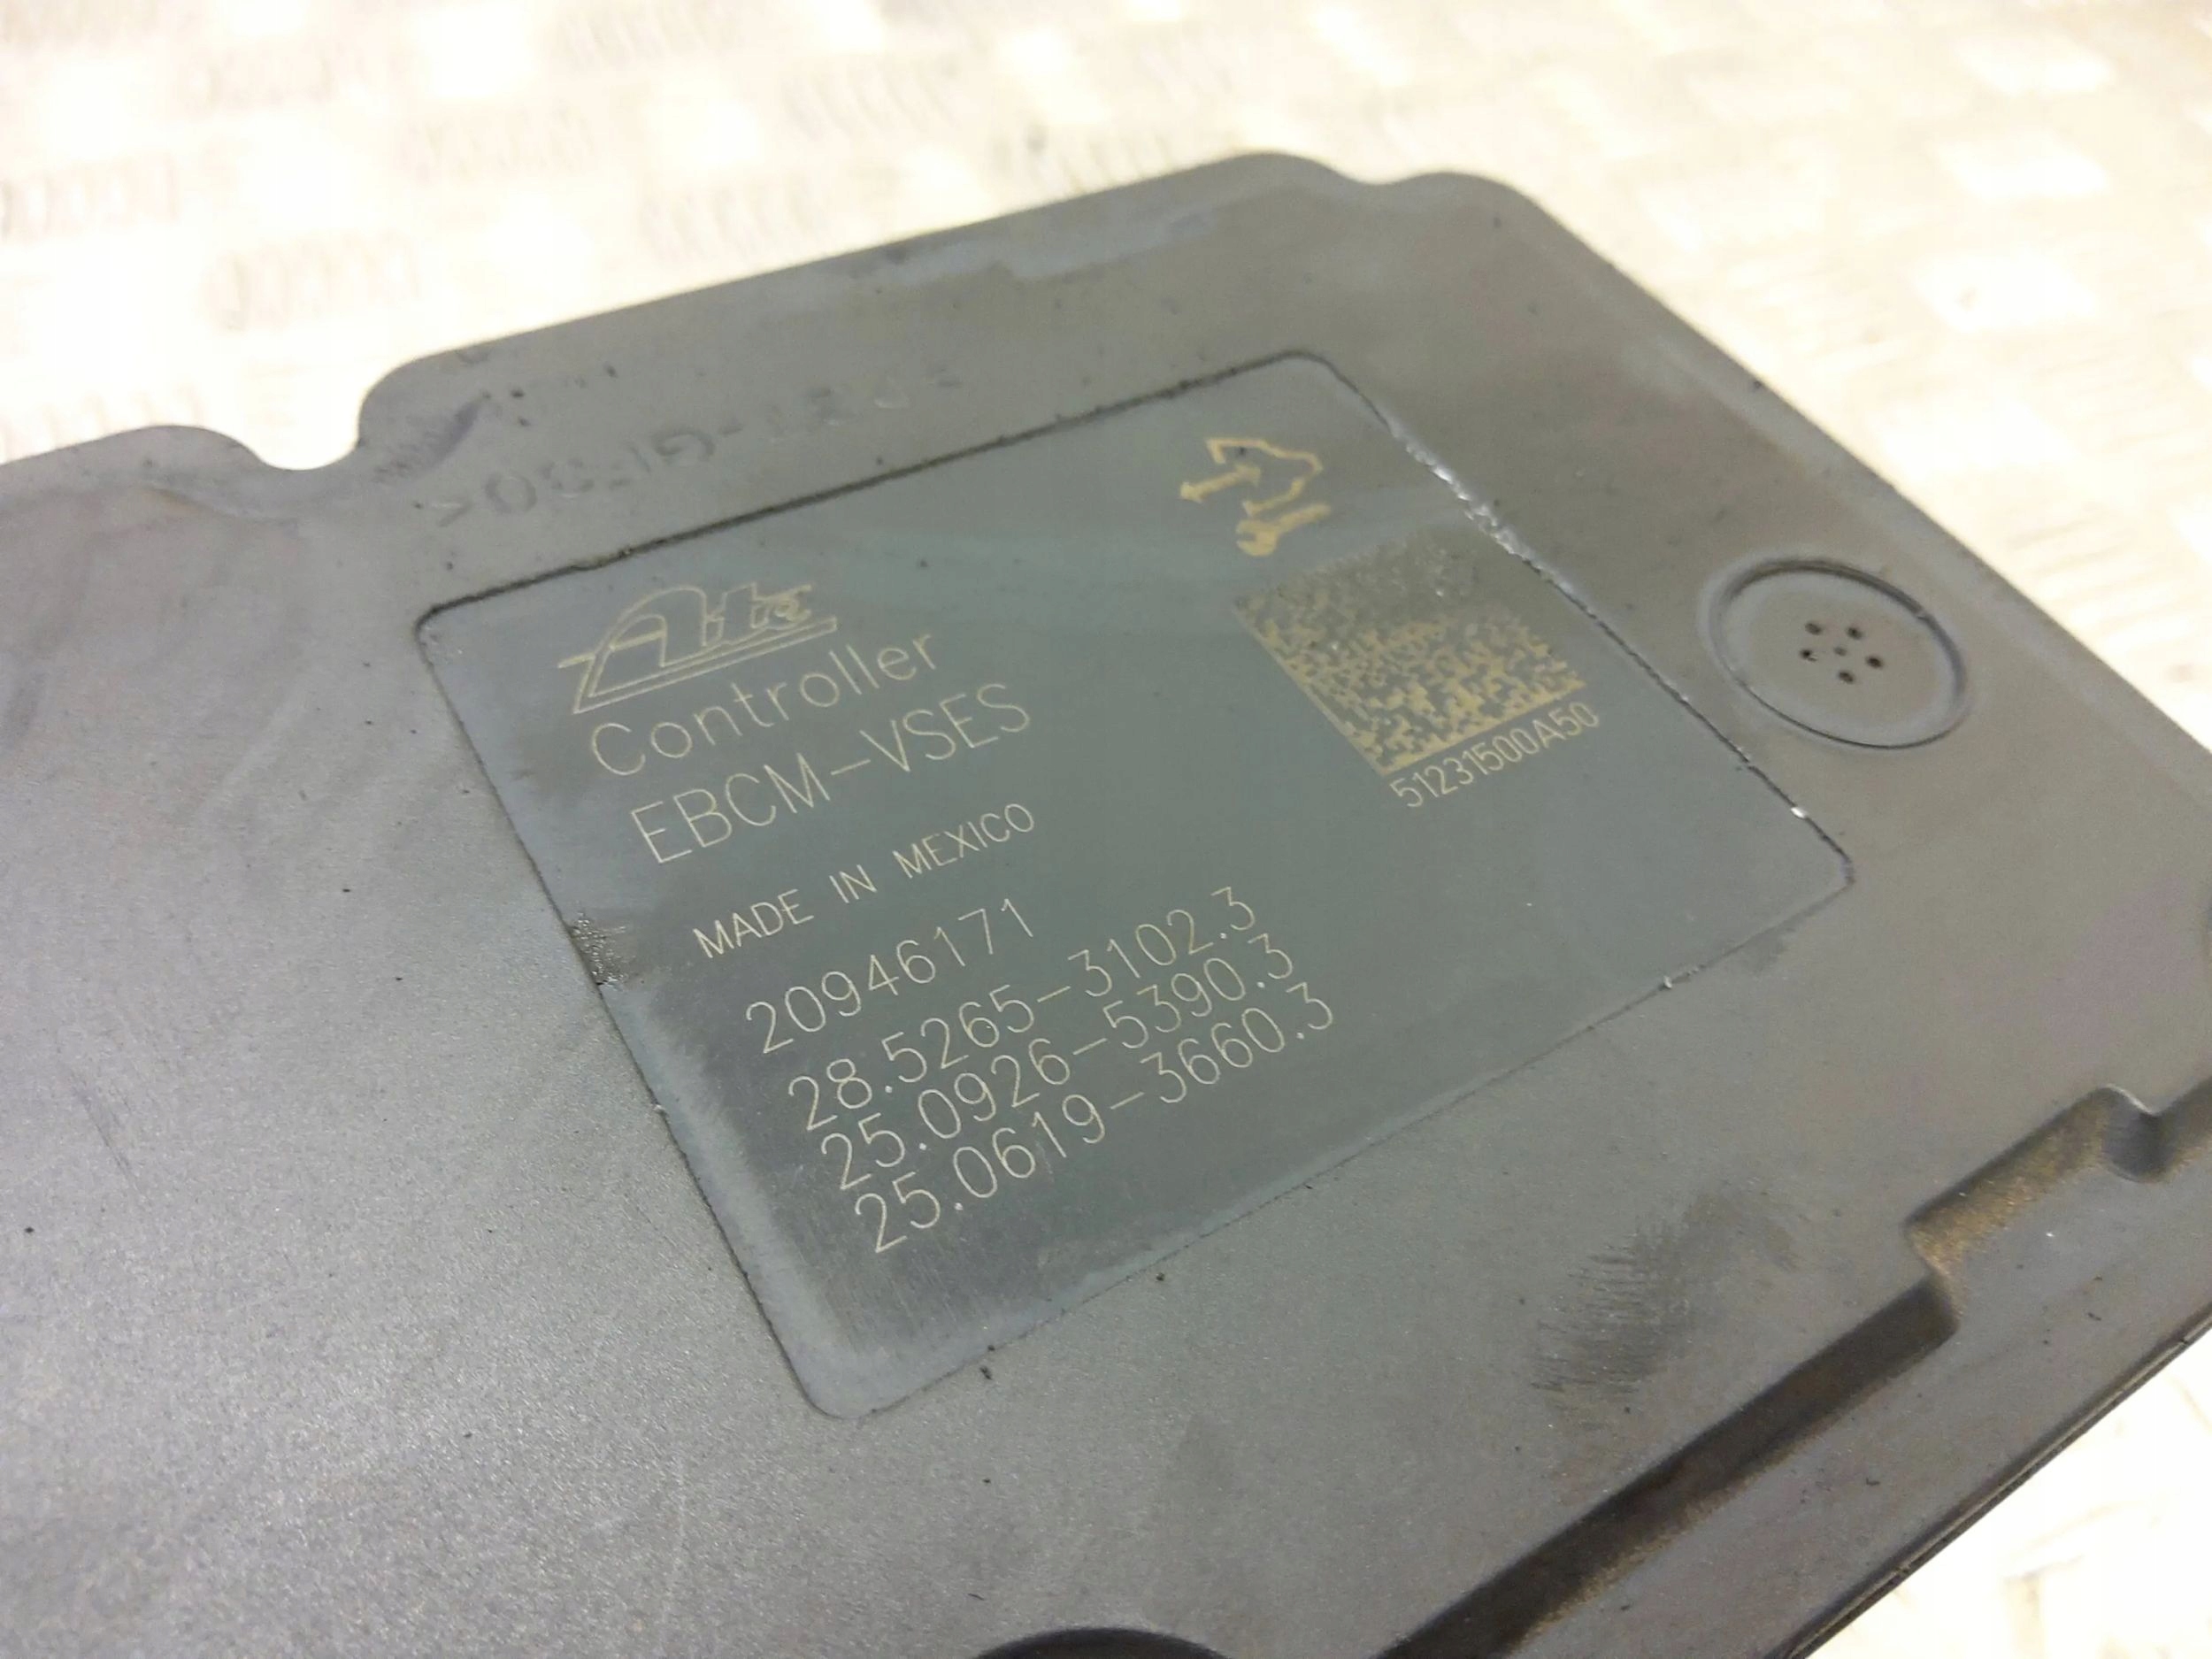 Ate
Controller
EBCM-VSES
MADE IN MEXICO
20946171
28.5265-3102.3
25.0926-5390.3
25.0619-3660.3
51231500A50